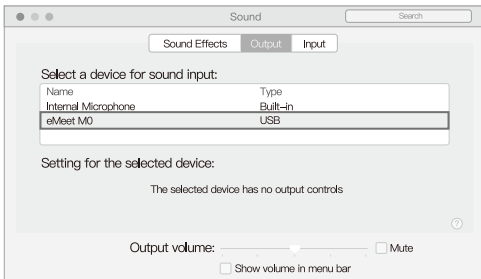 Sound
Search
Sound Effects Output Input
Select a device for sound input:
Name Type
Internal Microphone Built-in
eMeet M0 USB
Setting for the selected device:
The selected device has no output controls
?
Output volume: Mute
Show volume in menu bar